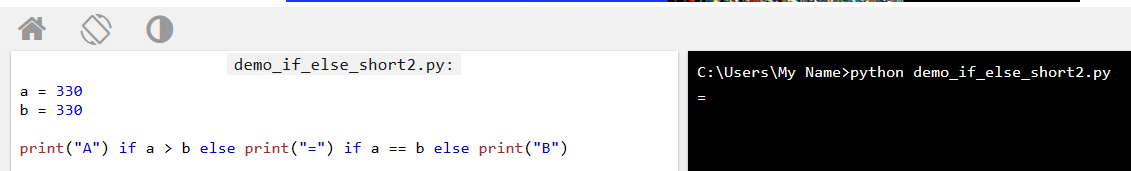 demo_if_else_short2.py:
a = 330
b = 330
print("A") if a > b else print("=") if a == b else print("B")
C:\Users\My Name>python demo_if_else_short2.py
=